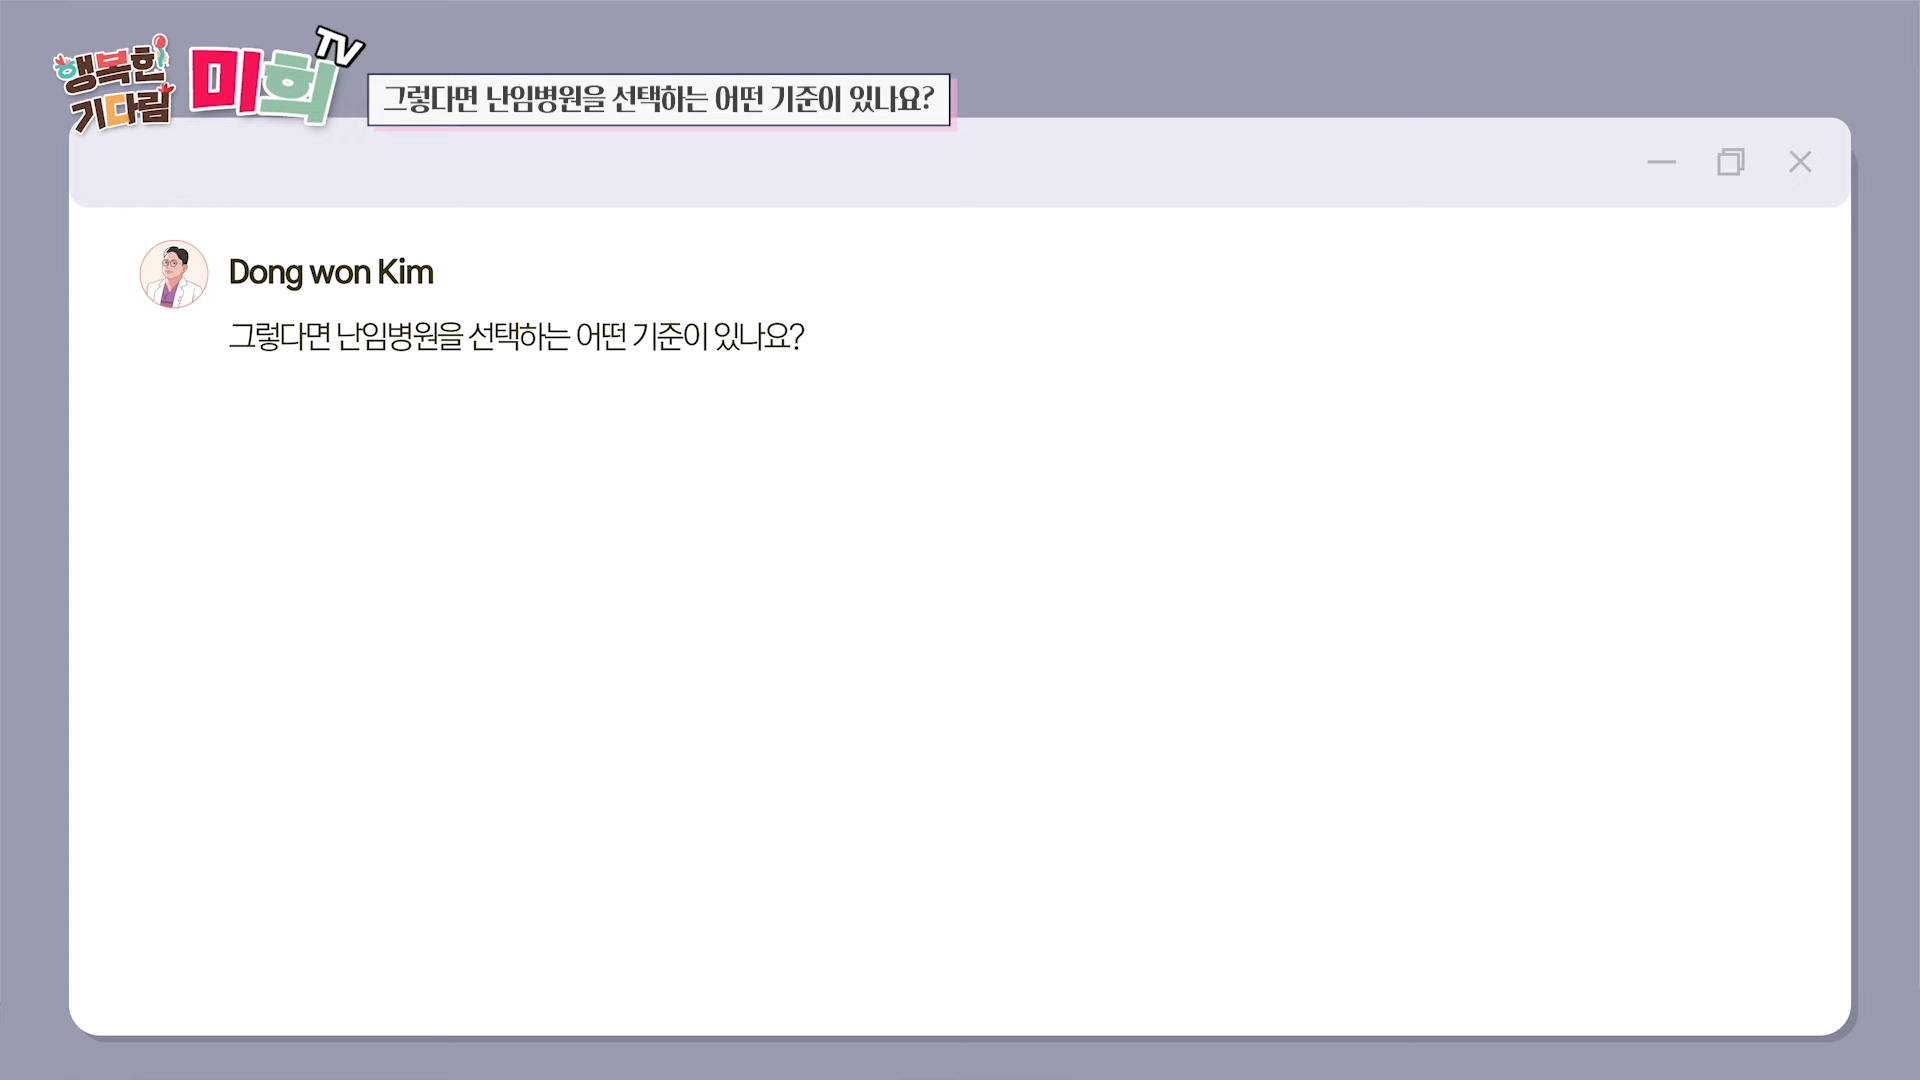 행복한
기다림
미희
TV
그렇다면 난임병원을 선택하는 어떤 기준이 있나요?
Dong won Kim
그렇다면 난임병원을 선택하는 어떤 기준이 있나요?